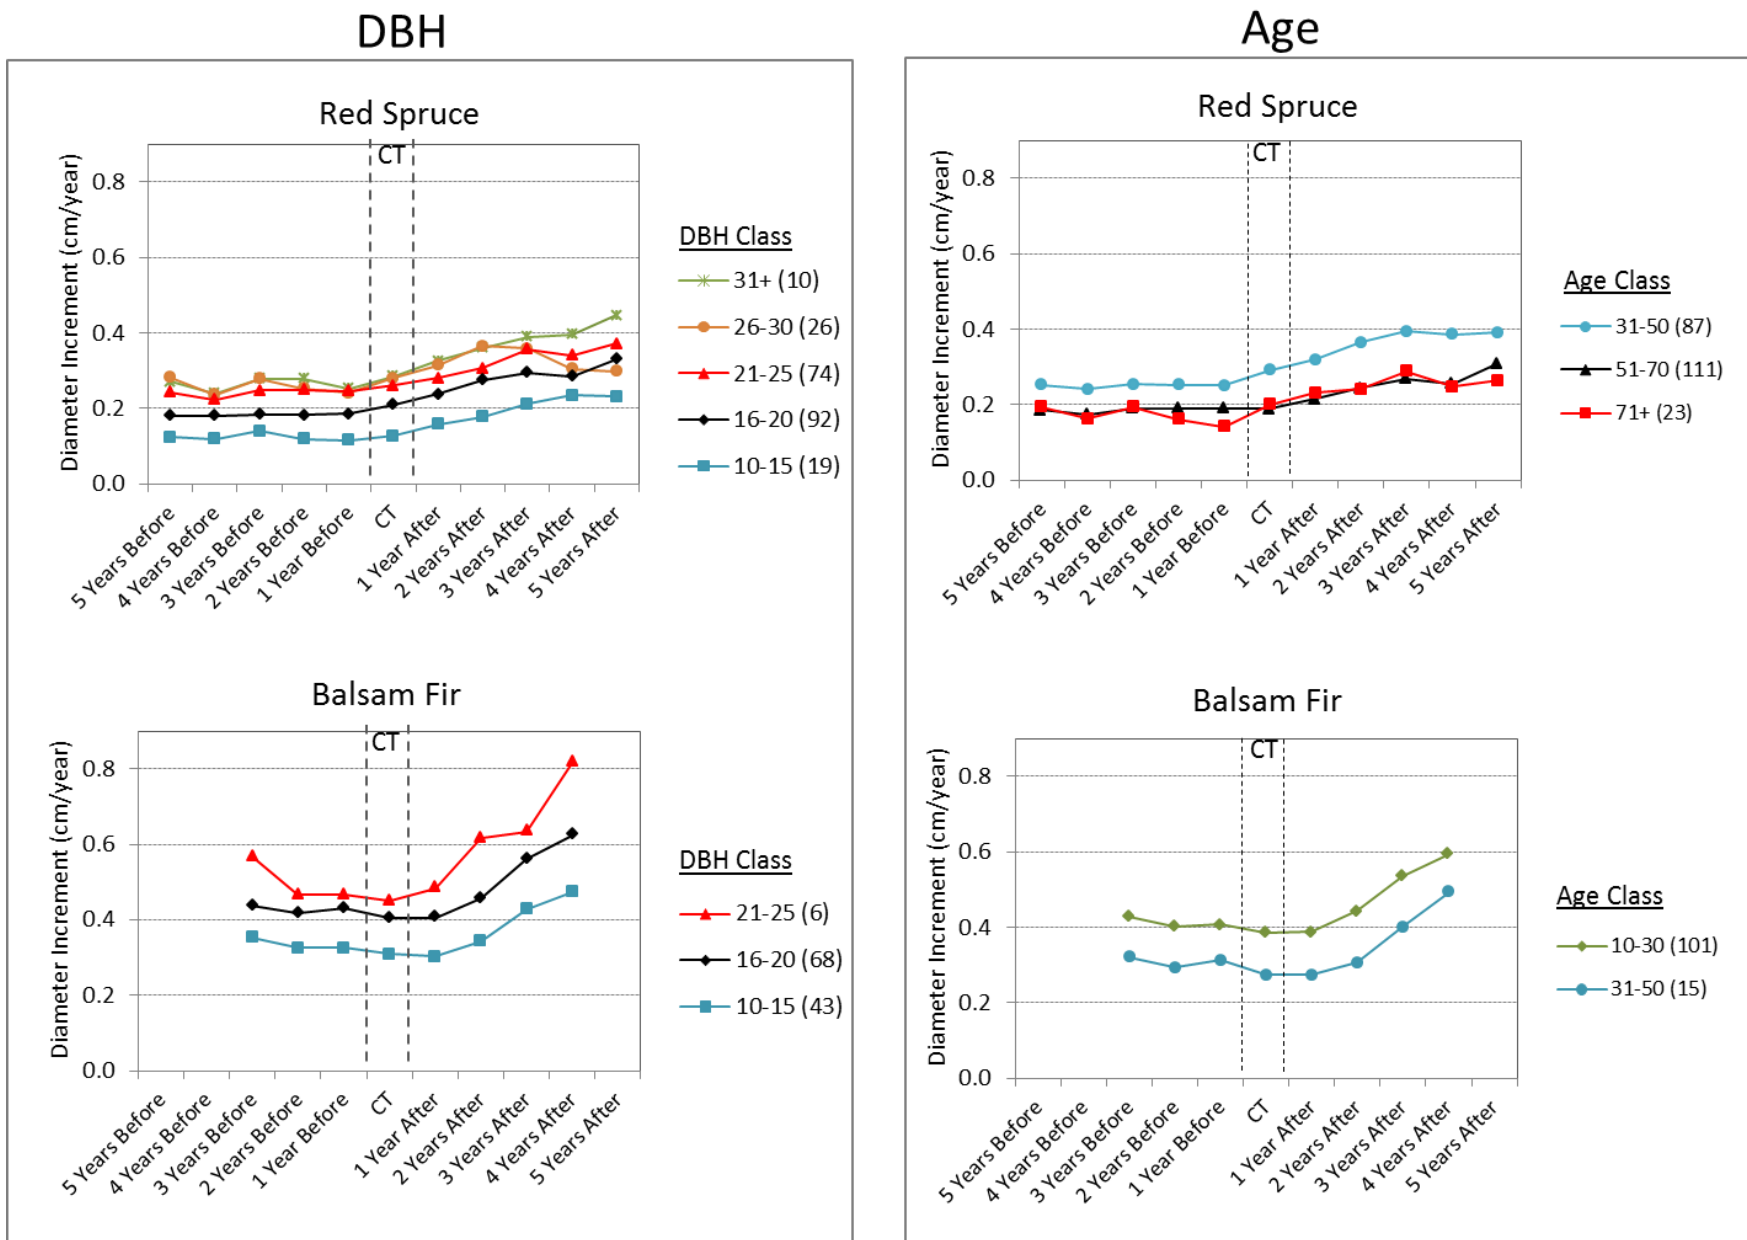 DBH
Red Spruce
CT
Diameter Increment (cm/year)
0.8
0.6
0.4
0.2
0.0
5 Years Before
4 Years Before
3 Years Before
2 Years Before
1 Year Before
CT
1 Year After
2 Years After
3 Years After
4 Years After
5 Years After
DBH Class
31+ (10)
26-30 (26)
21-25 (74)
16-20 (92)
10-15 (19)
Balsam Fir
CT
Diameter Increment (cm/year)
0.8
0.6
0.4
0.2
0.0
5 Years Before
4 Years Before
3 Years Before
2 Years Before
1 Year Before
CT
1 Year After
2 Years After
3 Years After
4 Years After
5 Years After
DBH Class
21-25 (6)
16-20 (68)
10-15 (43)
Age
Red Spruce
CT
Diameter Increment (cm/year)
0.8
0.6
0.4
0.2
0.0
5 Years Before
4 Years Before
3 Years Before
2 Years Before
1 Year Before
CT
1 Year After
2 Years After
3 Years After
4 Years After
5 Years After
Age Class
31-50 (87)
51-70 (111)
71+ (23)
Balsam Fir
CT
Diameter Increment (cm/year)
0.8
0.6
0.4
0.2
0.0
5 Years Before
4 Years Before
3 Years Before
2 Years Before
1 Year Before
CT
1 Year After
2 Years After
3 Years After
4 Years After
5 Years After
Age Class
10-30 (101)
31-50 (15)